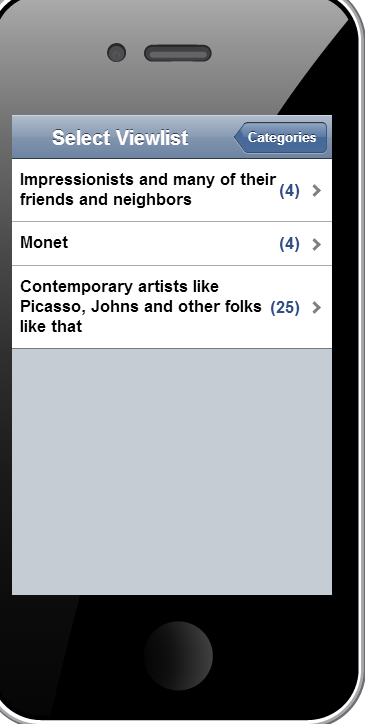 Select Viewlist
Categories
Impressionists and many of their
friends and neighbors
(4)
Monet
(4)
Contemporary artists like
Picasso, Johns and other folks
like that
(25)